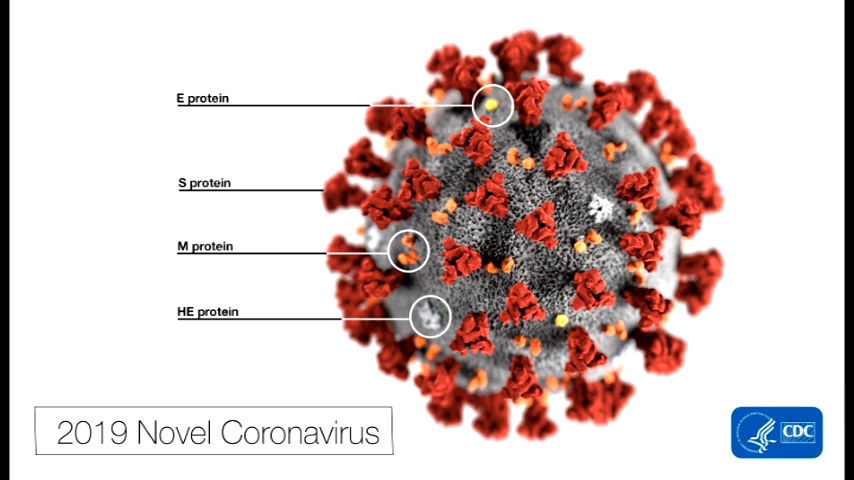 E protein
S protein
M protein
HE protein
2019 Novel Coronavirus
CDC